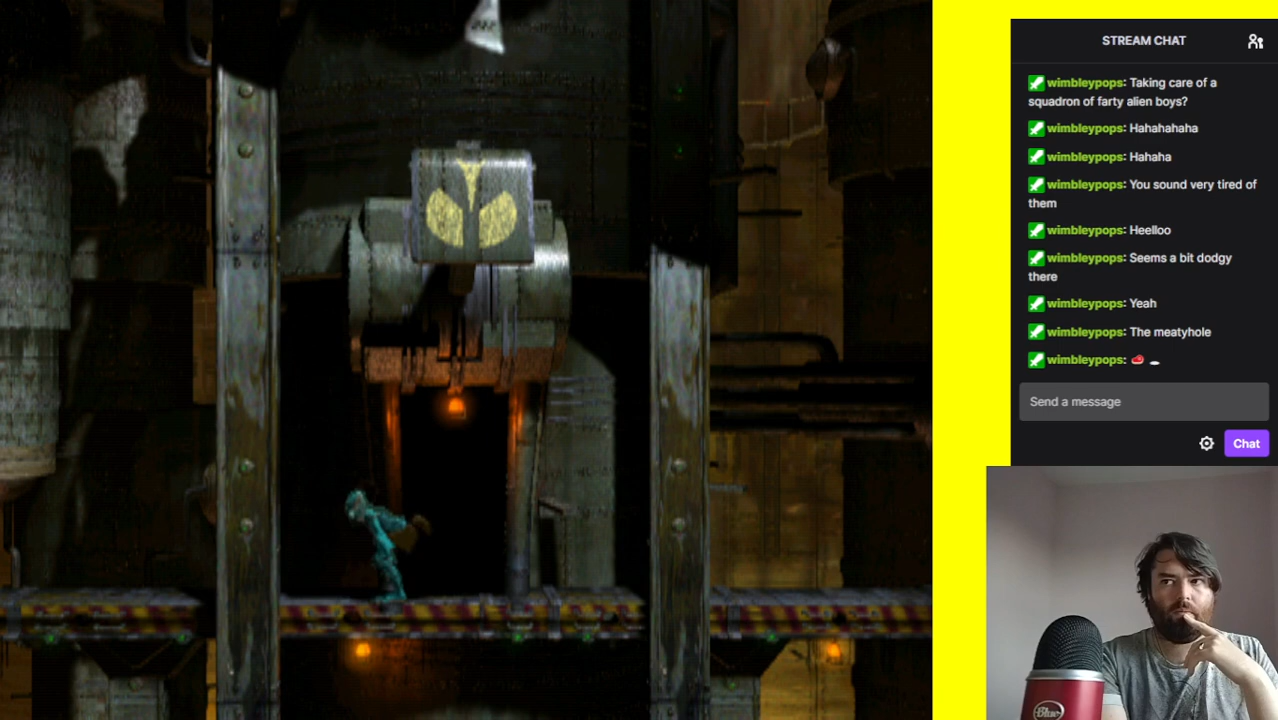 STREAM CHAT
wimbleypops: Taking care of a
squadron of farty alien boys?
wimbleypops: Hahahahaha
wimbleypops: Hahaha
wimbleypops: You sound very tired of
them
wimbleypops: Heelloo
wimbleypops: Seems a bit dodgy
there
wimbleypops: Yeah
wimbleypops: The meatyhole
wimbleypops: 🥩 🕳️
Send a message
Chat
Blue